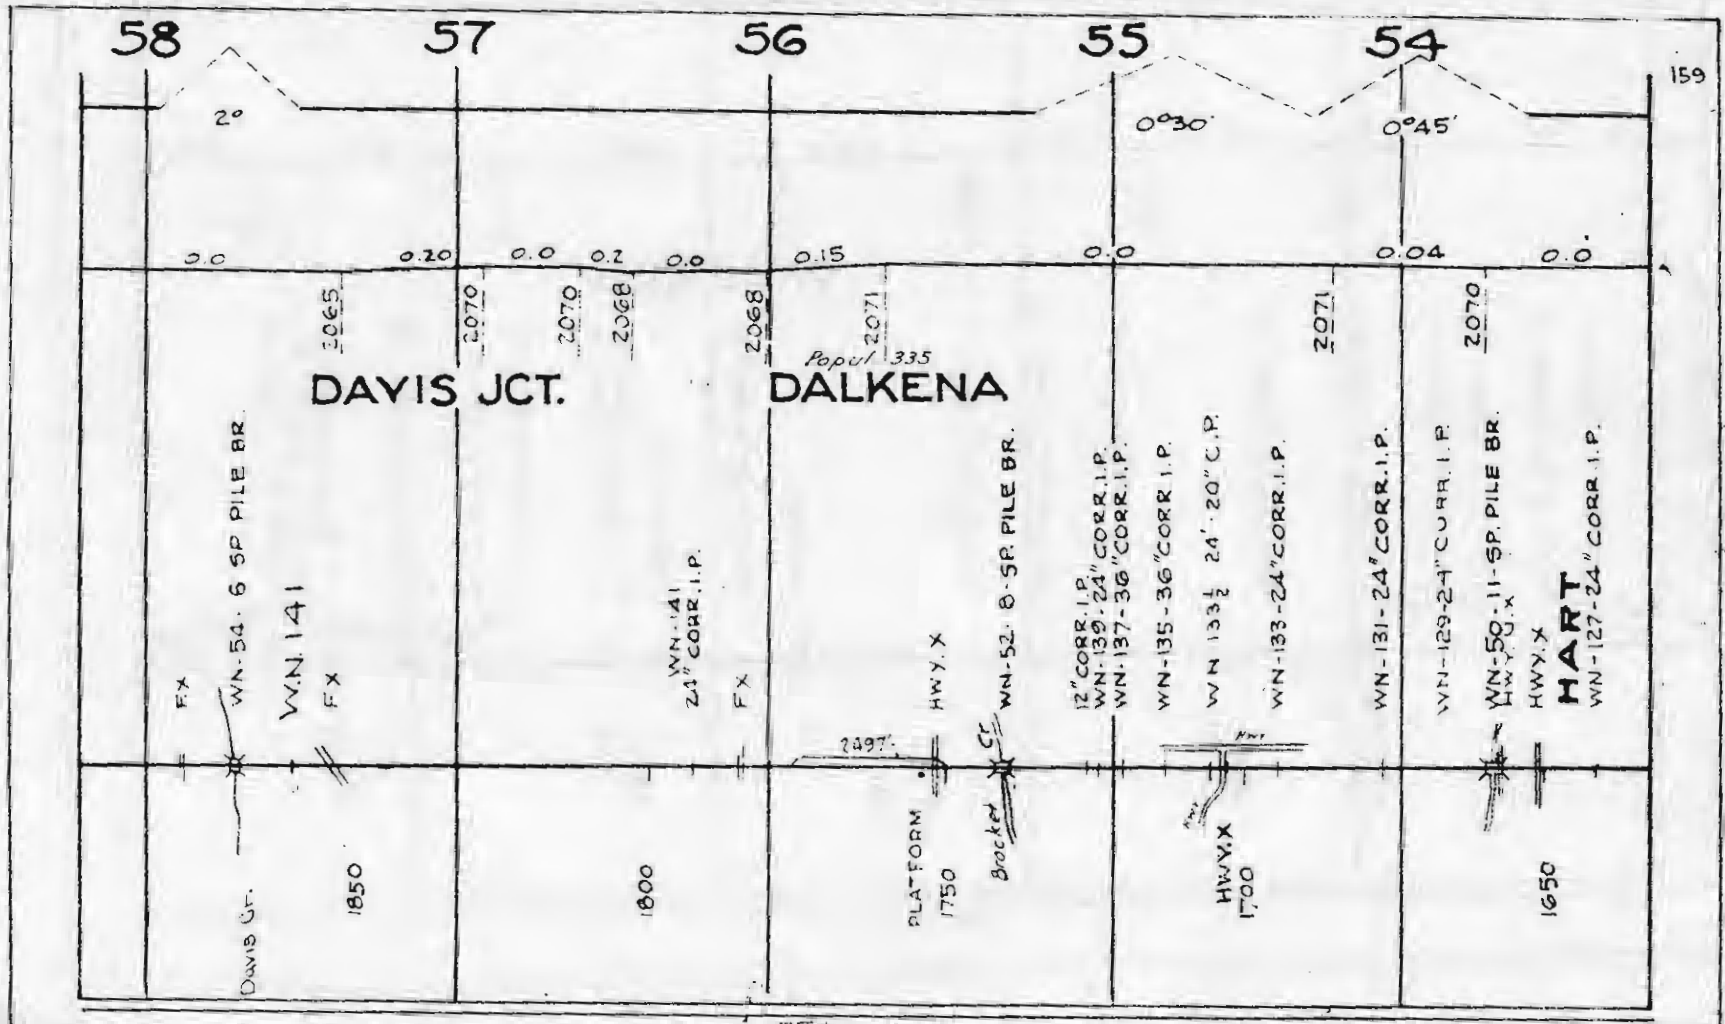 58 57 56 55 54
159
2° 0°30' 0°45'
0.0 0.20 0.0 0.2 0.0 0.15 0.0 0.04 0.0
2065 2070 2070 2068 2068 2071 2071 2070
Popul 335
DAVIS JCT. DALKENA
F.X
WN-54-6 SP PILE BR.
W.N. 141
F X
WN-141
24" CORR. I.P.
F X
HWY. X
WN-52-8-SP. PILE BR.
12" CORR. I.P.
WN-139-24" CORR. I.P.
WN-137-36" CORR. I.P.
WN-135-36" CORR I.P.
WN 133½ 24' 20" C.P.
WN-133-24" CORR. I.P.
WN-131-24" CORR. I.P.
WN-129-24" CURR. I.P.
WN-50-11-SP. PILE BR
HWY. U.X
HWY. X
HART
WN-127-24" CORR I.P.
2497'
Cr
Hwy
Hwy
Davis Cr.
1850
1800
PLATFORM
1750
Brocket
HWY. X
1700
1650